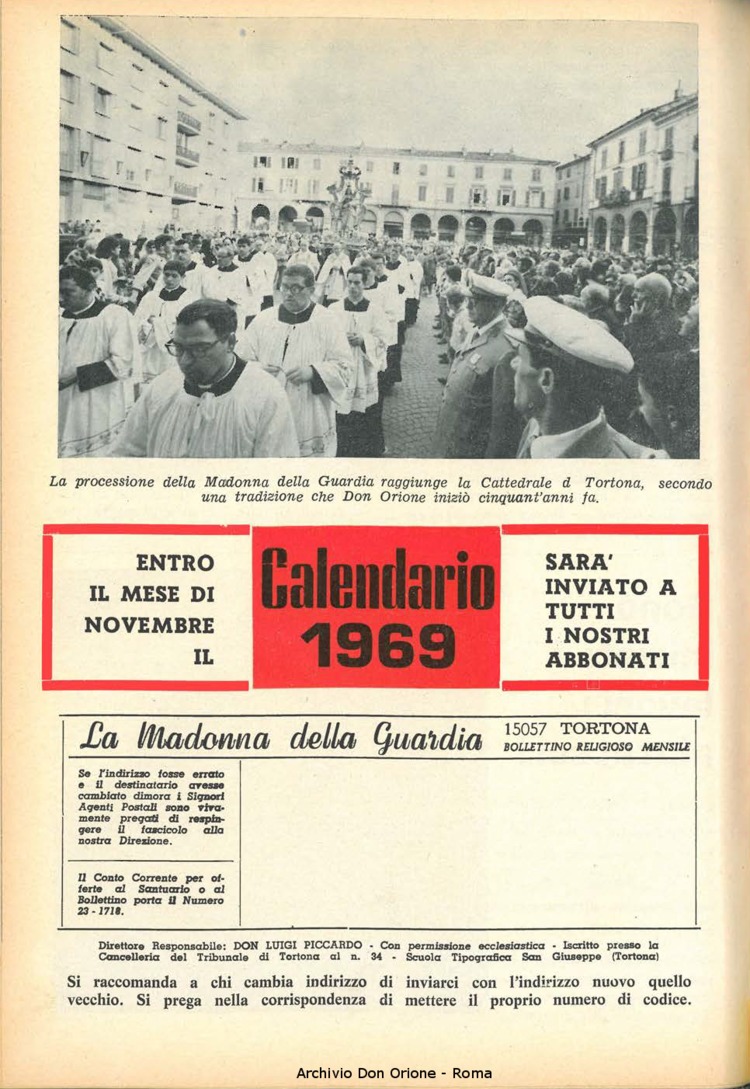 La processione della Madonna della Guardia raggiunge la Cattedrale d Tortona, secondo
una tradizione che Don Orione iniziò cinquant'anni fa.
ENTRO
IL MESE DI
NOVEMBRE
IL
Calendario
1969
SARA'
INVIATO A
TUTTI
I NOSTRI
ABBONATI
La Madonna della Guardia
15057 TORTONA
BOLLETTINO RELIGIOSO MENSILE
Se l'indirizzo fosse errato
e il destinatario avesse
cambiato dimora i Signori
Agenti Postali sono viva-
mente pregati di respin-
gere il fascicolo alla
nostra Direzione.
Il Conto Corrente per of-
ferte al Santuario o al
Bollettino porta il Numero
23-1718.
Direttore Responsabile: DON LUIGI PICCARDO - Con permissione ecclesiastica - Iscritto presso la
Cancelleria del Tribunale di Tortona al n. 34 - Scuola Tipografica San Giuseppe (Tortona)
Si raccomanda a chi cambia indirizzo di inviarci con l'indirizzo nuovo quello
vecchio. Si prega nella corrispondenza di mettere il proprio numero di codice.
Archivio Don Orione - Roma